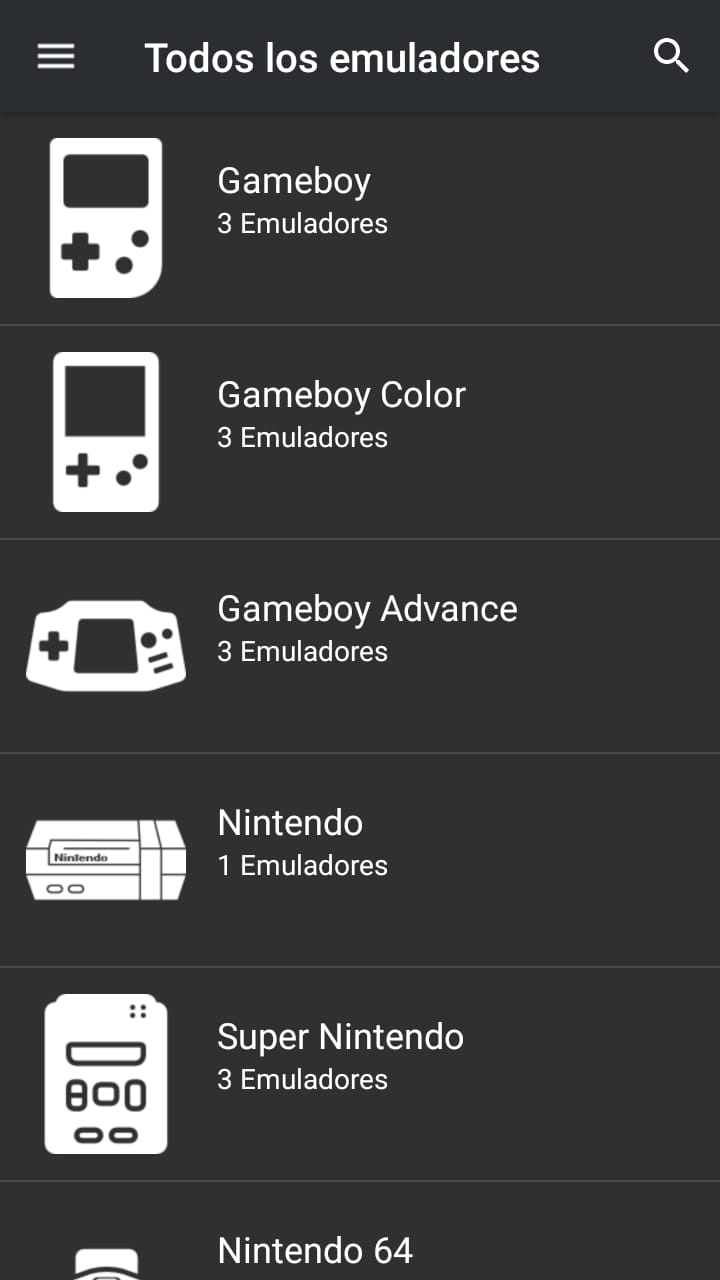 Todos los emuladores
Gameboy
3 Emuladores
Gameboy Color
3 Emuladores
Gameboy Advance
3 Emuladores
Nintendo
Nintendo
1 Emuladores
Super Nintendo
3 Emuladores
Nintendo 64